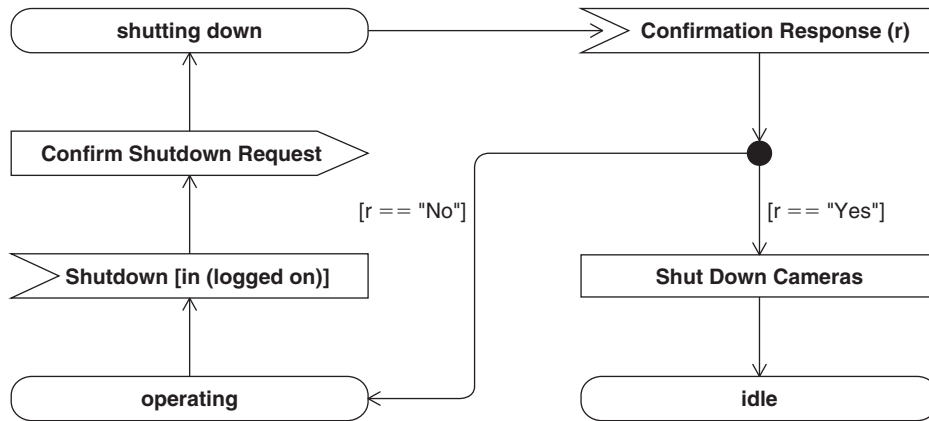 shutting down
Confirmation Response (r)
Confirm Shutdown Request
[r == "No"]
[r == "Yes"]
Shutdown [in (logged on)]
Shut Down Cameras
operating
idle